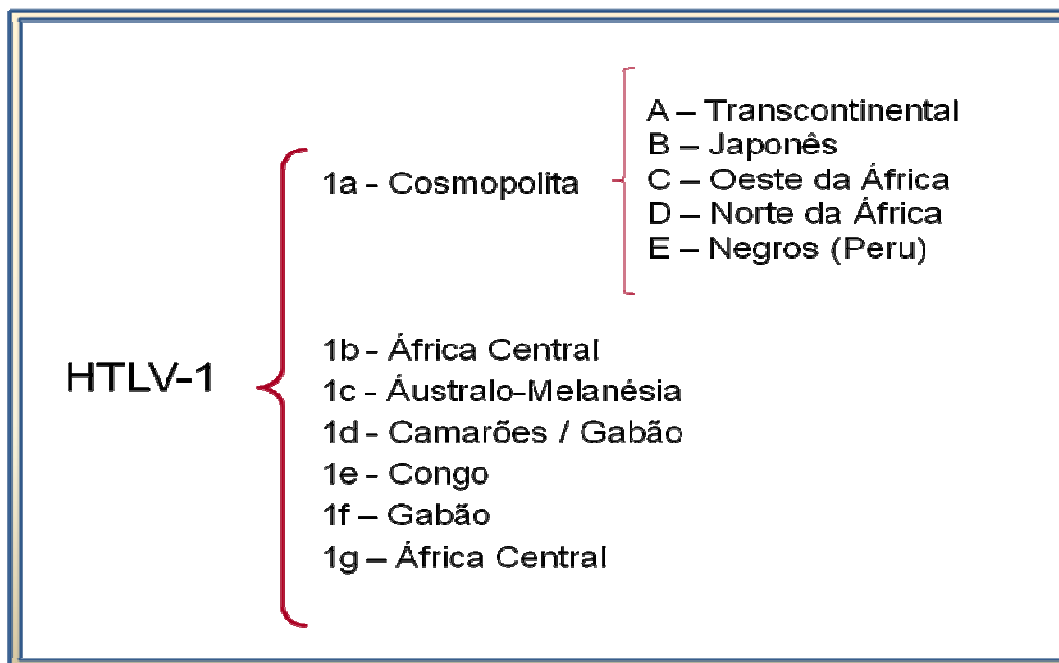 HTLV-1
1a - Cosmopolita
A – Transcontinental
B – Japonês
C – Oeste da África
D – Norte da África
E – Negros (Peru)
1b - África Central
1c - Áustralo-Melanésia
1d - Camarões / Gabão
1e - Congo
1f – Gabão
1g – África Central